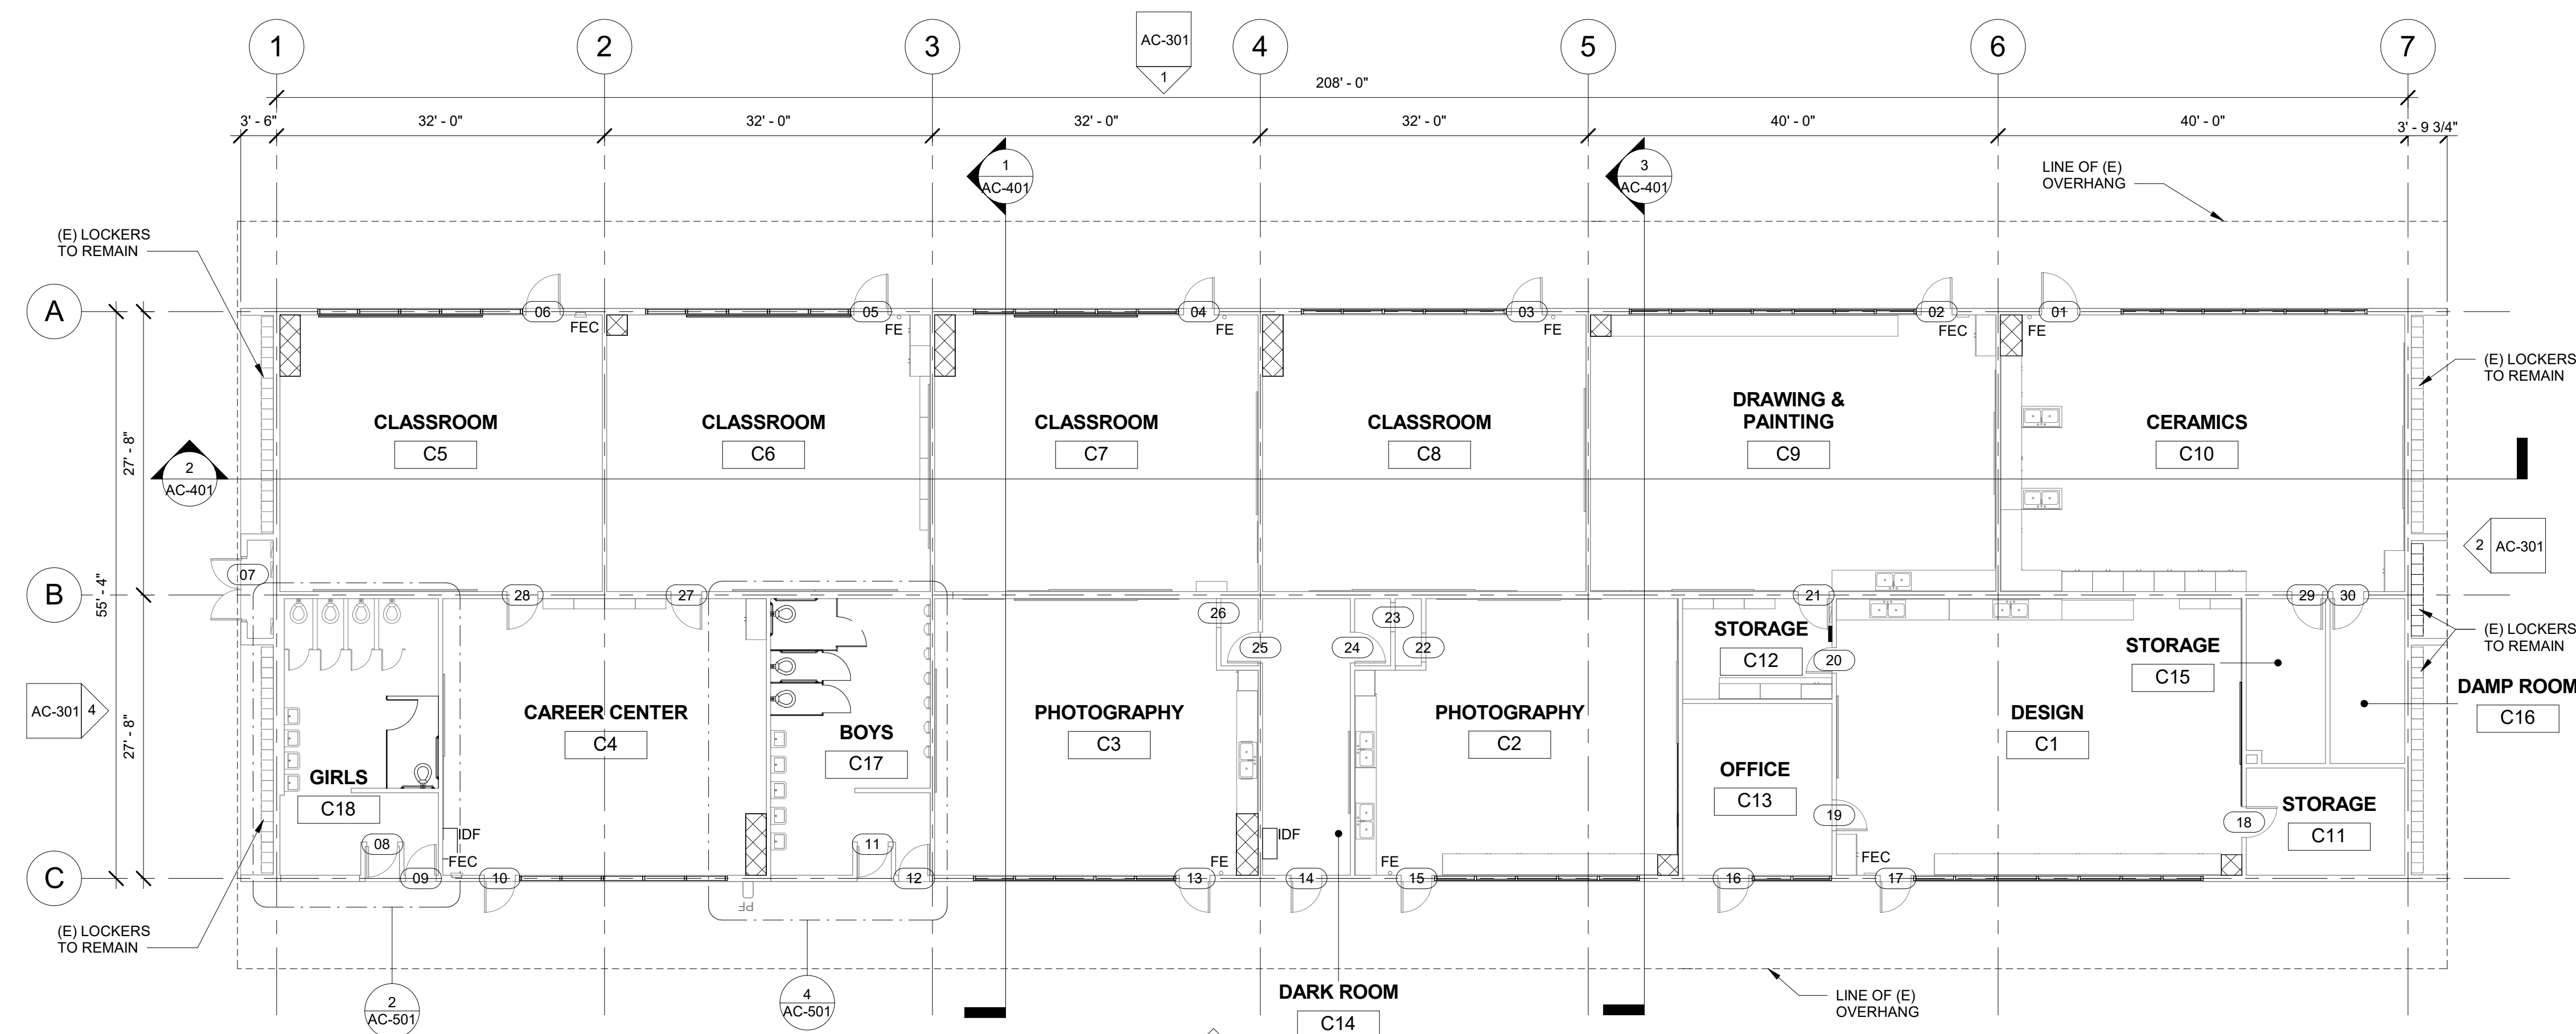 1
2
3
4
5
6
7
AC-301
1
208' - 0"
3' - 6"
32' - 0"
32' - 0"
32' - 0"
32' - 0"
40' - 0"
40' - 0"
3' - 9 3/4"
1
AC-401
3
AC-401
LINE OF (E)
OVERHANG
(E) LOCKERS
TO REMAIN
A
06
05
04
03
02
01
FEC
FE
FE
FE
FEC
FE
(E) LOCKERS
TO REMAIN
27' - 8"
CLASSROOM
C5
CLASSROOM
C6
CLASSROOM
C7
CLASSROOM
C8
DRAWING &
PAINTING
C9
CERAMICS
C10
2
AC-401
2
AC-301
07
B
55' - 4"
28
27
26
25
24
23
22
21
20
29
30
STORAGE
C12
STORAGE
C15
(E) LOCKERS
TO REMAIN
DAMP ROOM
C16
AC-301
4
27' - 8"
GIRLS
C18
CAREER CENTER
C4
BOYS
C17
PHOTOGRAPHY
C3
PHOTOGRAPHY
C2
OFFICE
C13
DESIGN
C1
STORAGE
C11
19
18
IDF
IDF
08
11
FEC
FE
FE
FEC
C
09
10
12
13
14
15
16
17
PF
(E) LOCKERS
TO REMAIN
2
AC-501
4
AC-501
DARK ROOM
C14
LINE OF (E)
OVERHANG